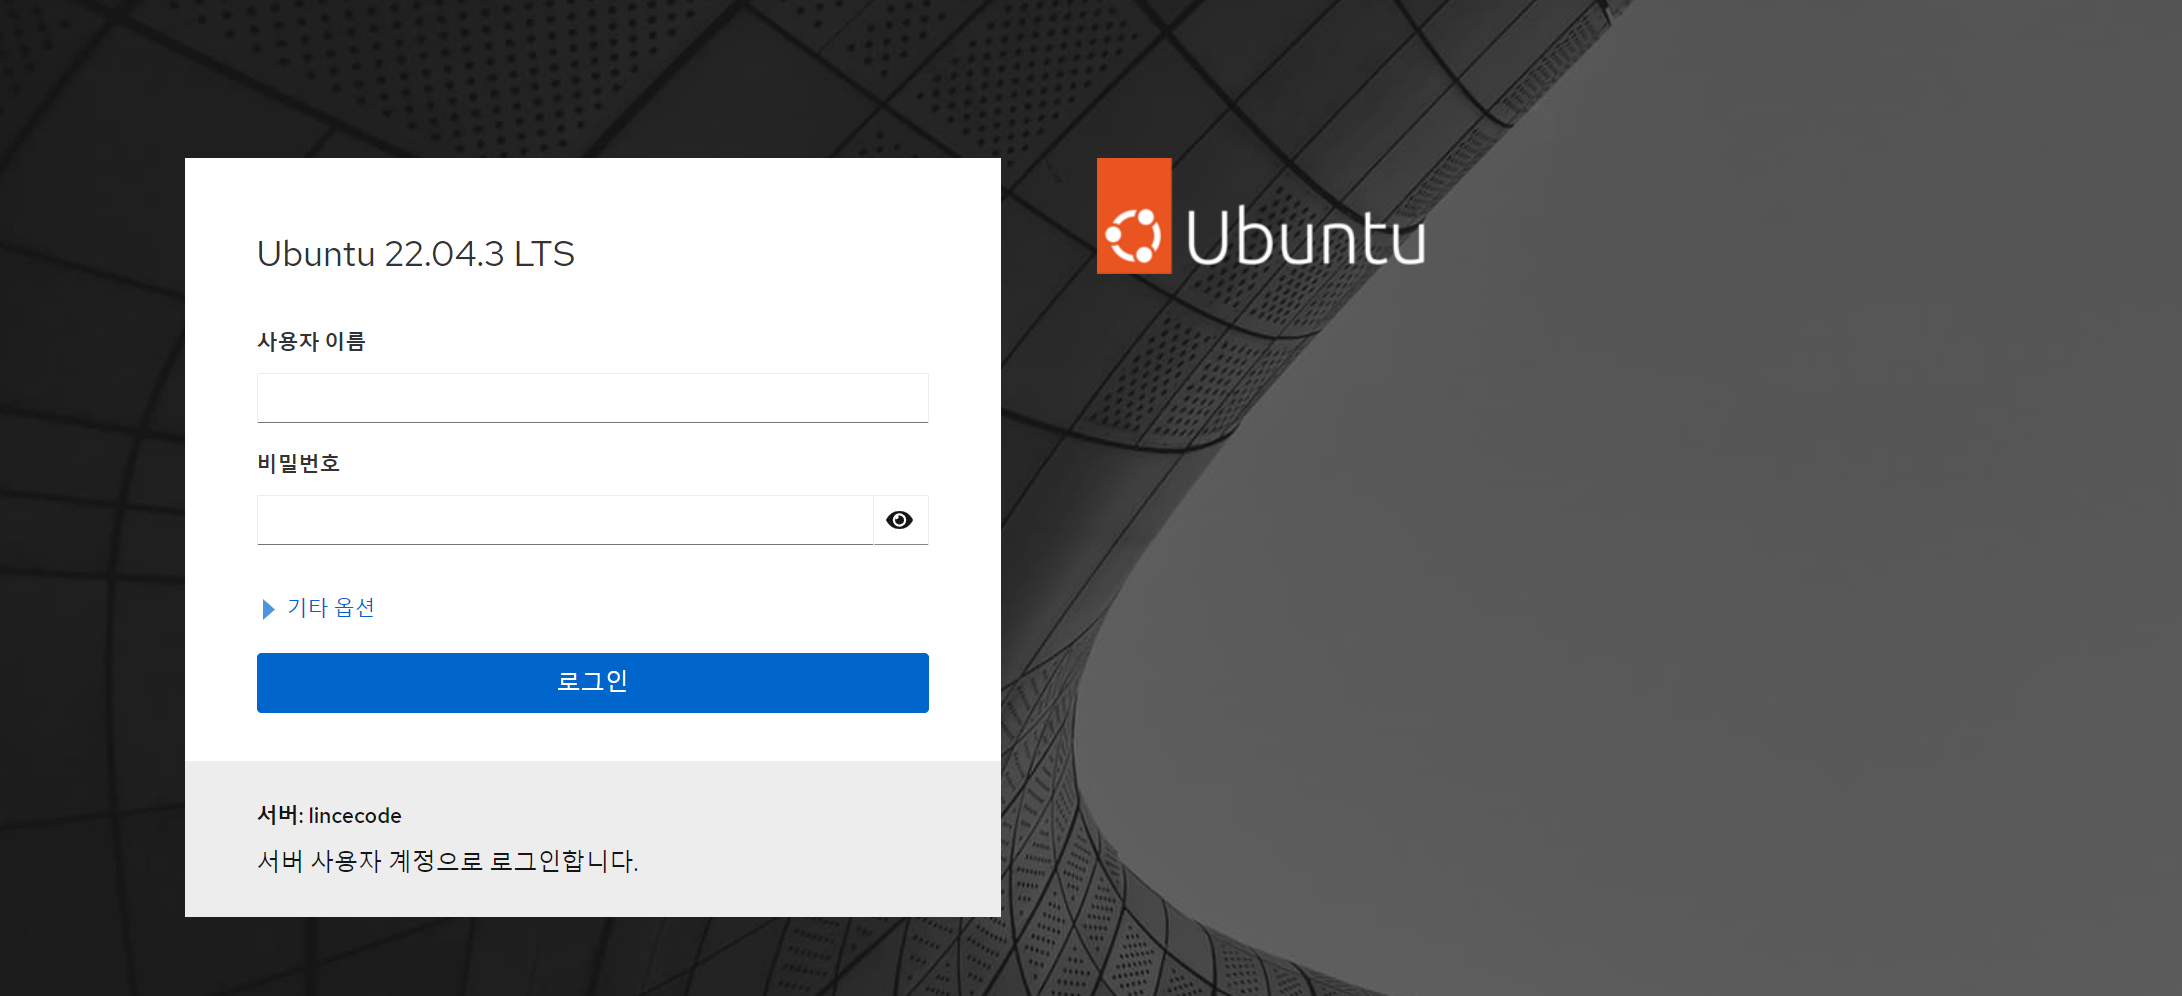 Ubuntu 22.04.3 LTS
사용자 이름
비밀번호
기타 옵션
로그인
서버: lincecode
서버 사용자 계정으로 로그인합니다.
Ubuntu